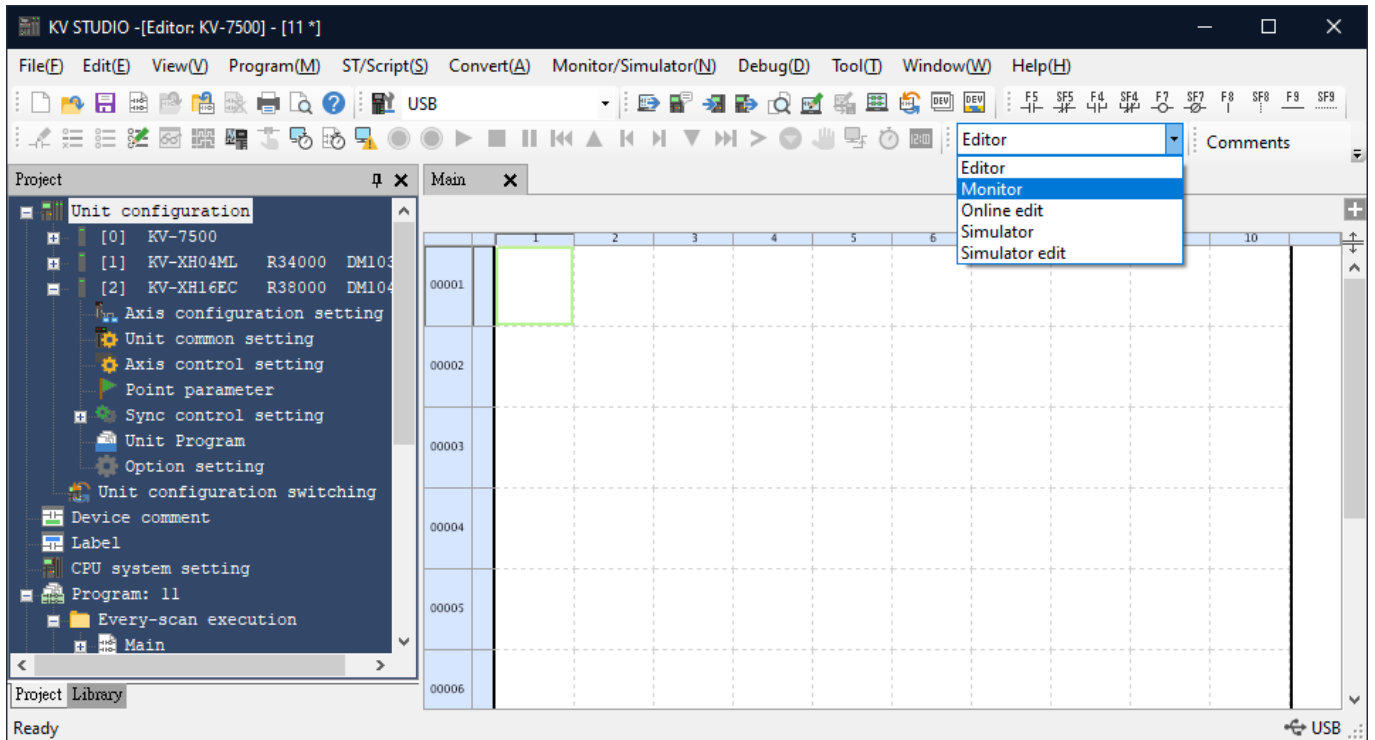 KV STUDIO -[Editor: KV-7500] - [11 *]
File(F) Edit(E) View(V) Program(M) ST/Script(S) Convert(A) Monitor/Simulator(N) Debug(D) Tool(T) Window(W) Help(H)
USB DEV DEV F5 SF5 F4 SF4 F7 SF7 F8 SF8 F9 SF9
Editor Comments
Editor
Monitor
Online edit
Simulator
Simulator edit
Project
Main
Unit configuration
[0] KV-7500
[1] KV-XH04ML R34000 DM103
[2] KV-XH16EC R38000 DM104
Axis configuration setting
Unit common setting
Axis control setting
Point parameter
Sync control setting
Unit Program
Option setting
Unit configuration switching
Device comment
Label
CPU system setting
Program: 11
Every-scan execution
Main
Project Library
1 2 3 4 5 6 10
00001
00002
00003
00004
00005
00006
Ready USB